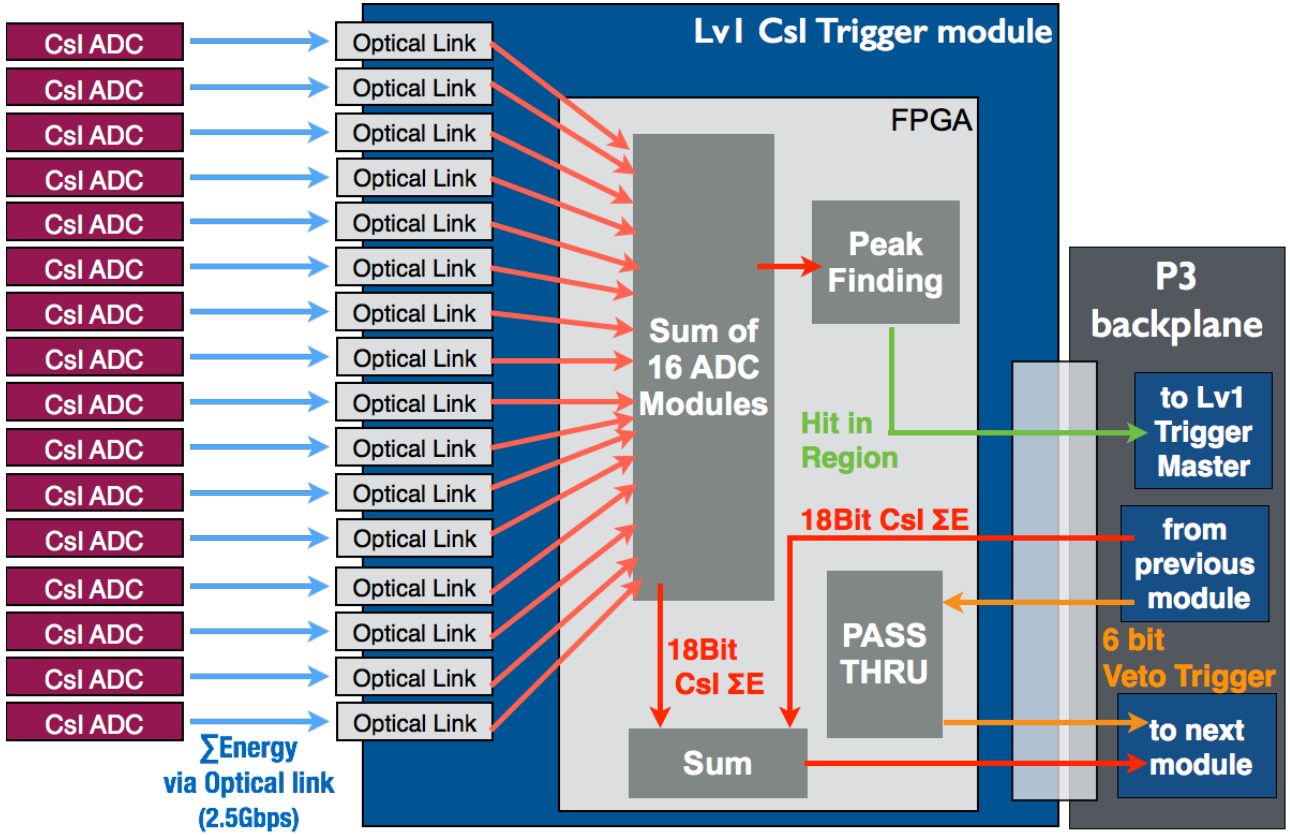 Lv1 CsI Trigger module
CsI ADC
Optical Link
CsI ADC
Optical Link
CsI ADC
Optical Link
CsI ADC
Optical Link
CsI ADC
Optical Link
CsI ADC
Optical Link
CsI ADC
Optical Link
CsI ADC
Optical Link
CsI ADC
Optical Link
CsI ADC
Optical Link
CsI ADC
Optical Link
CsI ADC
Optical Link
CsI ADC
Optical Link
CsI ADC
Optical Link
CsI ADC
Optical Link
CsI ADC
Optical Link
∑Energy
via Optical link
(2.5Gbps)
FPGA
Sum of
16 ADC
Modules
Peak
Finding
Hit in
Region
18Bit CsI ΣE
PASS
THRU
18Bit
CsI ΣE
Sum
P3
backplane
to Lv1
Trigger
Master
from
previous
module
6 bit
Veto Trigger
to next
module